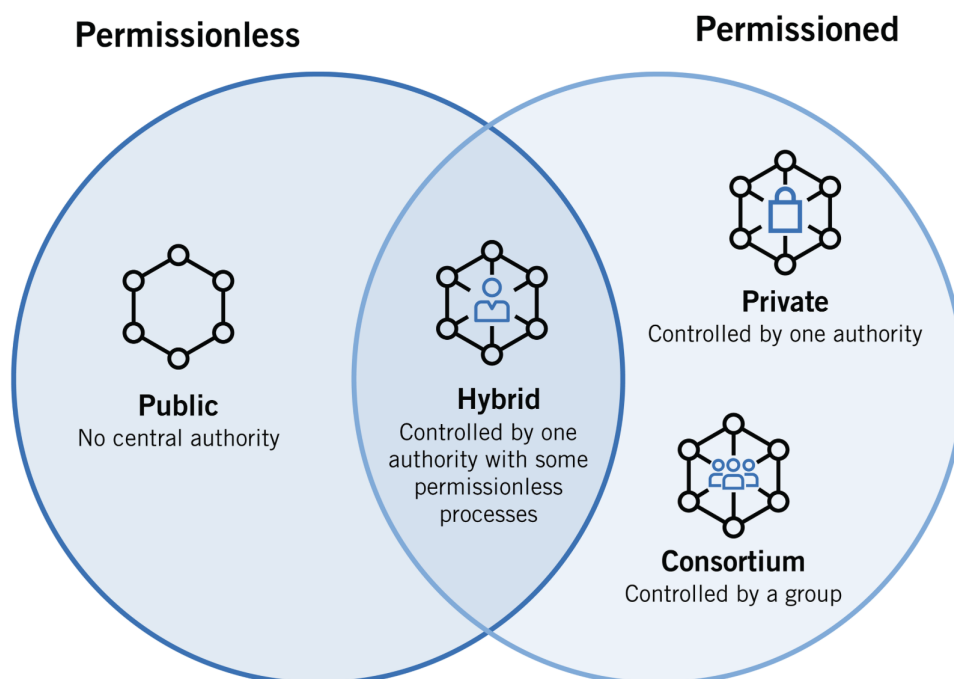 Permissionless
Permissioned
Public
No central authority
Hybrid
Controlled by one
authority with some
permissionless
processes
Private
Controlled by one authority
Consortium
Controlled by a group